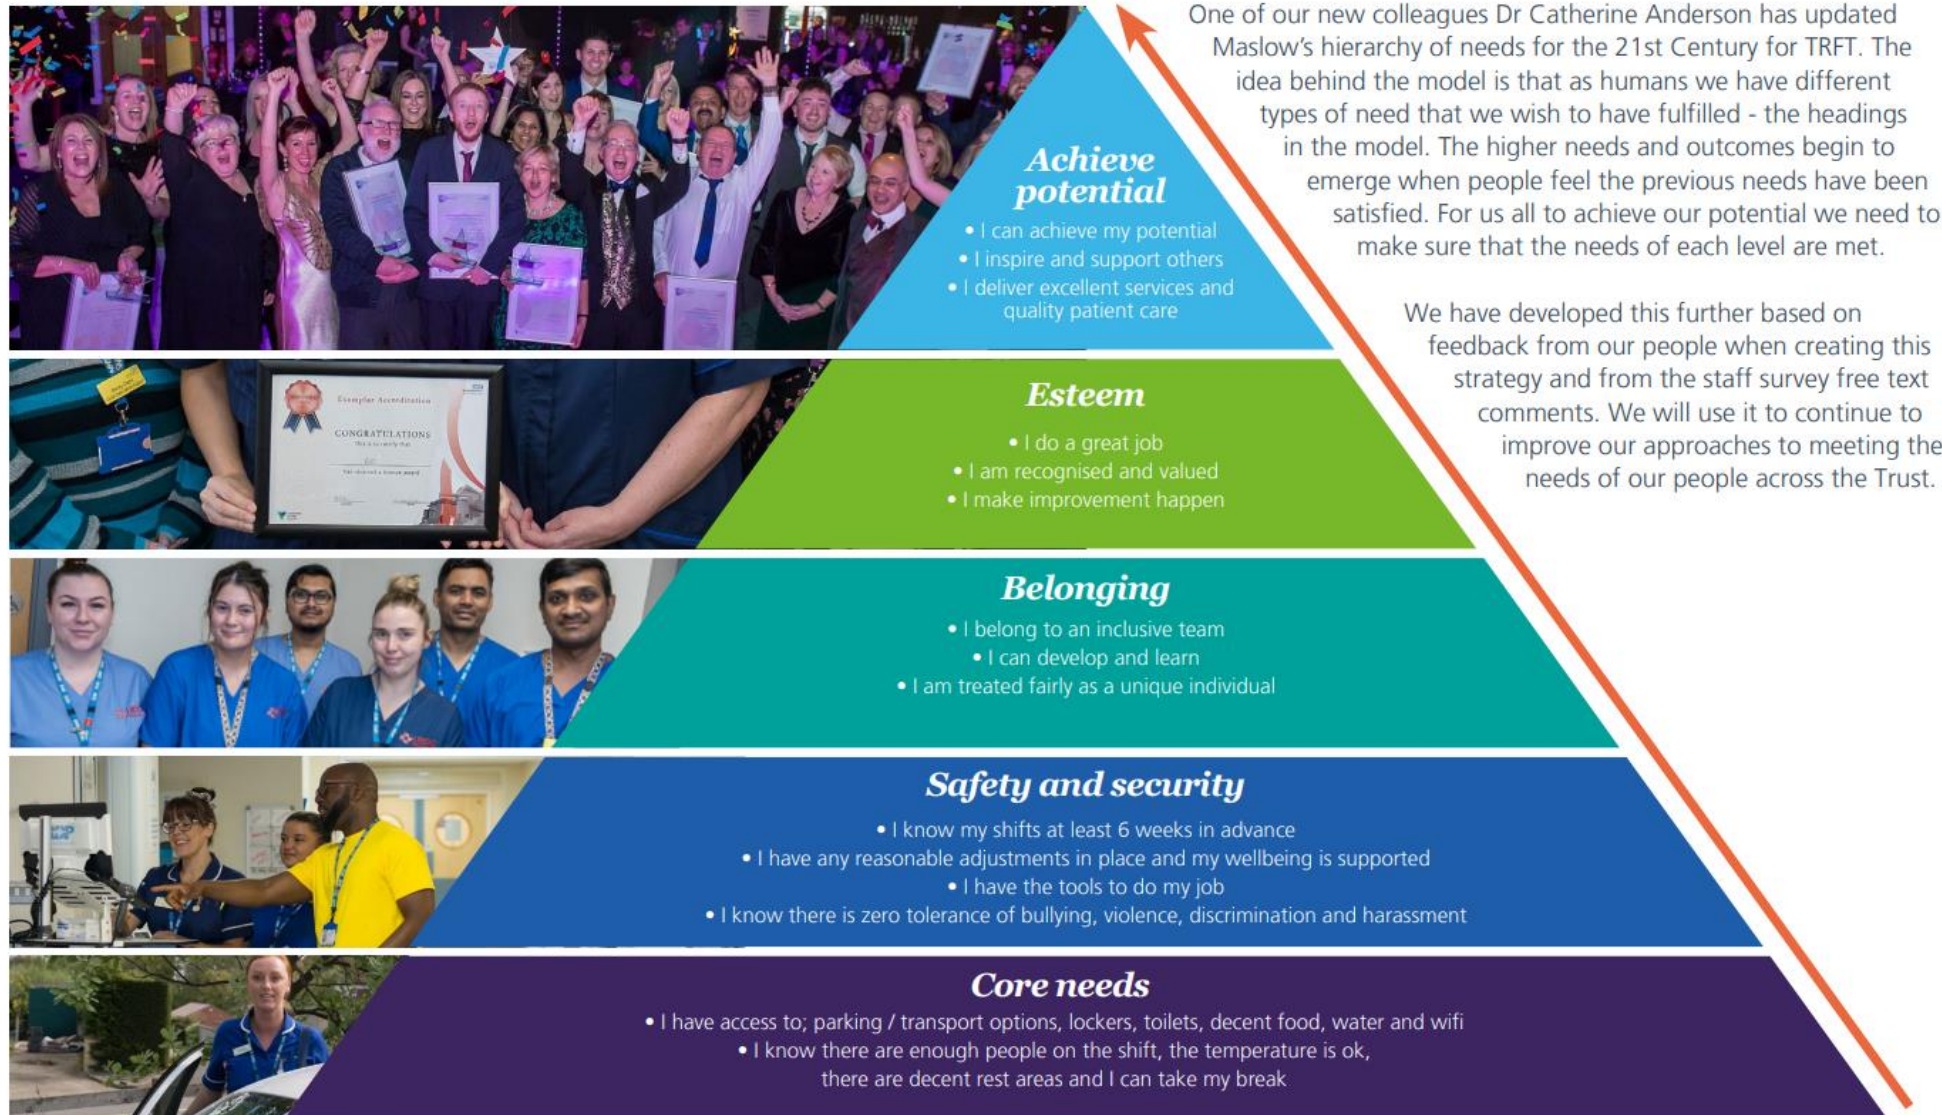 One of our new colleagues Dr Catherine Anderson has updated
Maslow's hierarchy of needs for the 21st Century for TRFT. The
idea behind the model is that as humans we have different
types of need that we wish to have fulfilled - the headings
in the model. The higher needs and outcomes begin to
emerge when people feel the previous needs have been
satisfied. For us all to achieve our potential we need to
make sure that the needs of each level are met.
We have developed this further based on
feedback from our people when creating this
strategy and from the staff survey free text
comments. We will use it to continue to
improve our approaches to meeting the
needs of our people across the Trust.
Achieve
potential
• I can achieve my potential
• I inspire and support others
• I deliver excellent services and
quality patient care
Exemplar Accreditation
CONGRATULATIONS
Esteem
• I do a great job
• I am recognised and valued
• I make improvement happen
Belonging
• I belong to an inclusive team
• I can develop and learn
• I am treated fairly as a unique individual
Safety and security
• I know my shifts at least 6 weeks in advance
• I have any reasonable adjustments in place and my wellbeing is supported
• I have the tools to do my job
• I know there is zero tolerance of bullying, violence, discrimination and harassment
Core needs
• I have access to; parking / transport options, lockers, toilets, decent food, water and wifi
• I know there are enough people on the shift, the temperature is ok,
there are decent rest areas and I can take my break